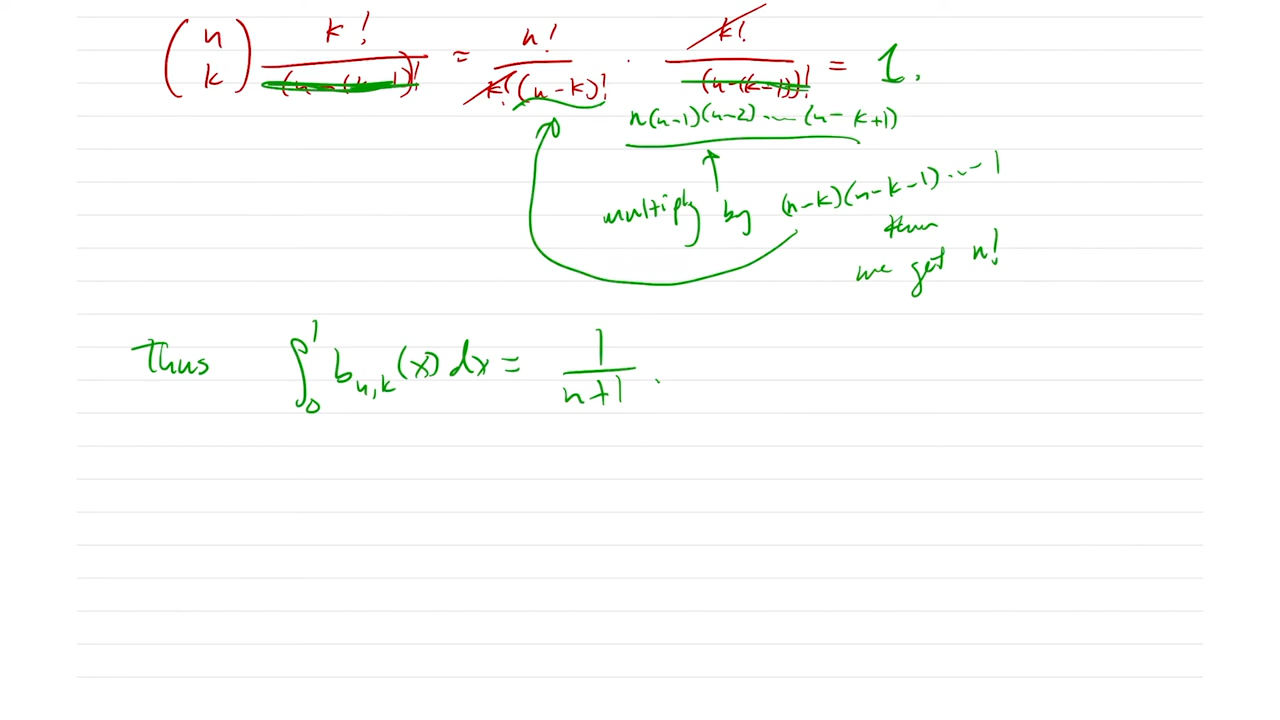 (n k) k! / (n-(k-1))! = n! / k!(n-k)! · k! / (n-(k-1))! = 1.
n(n-1)(n-2) ... (n-k+1)
multiply by (n-k)(n-k-1) ... 1
then
we get n!
Thus ∫₀¹ b_{n,k}(x) dx = 1/(n+1).